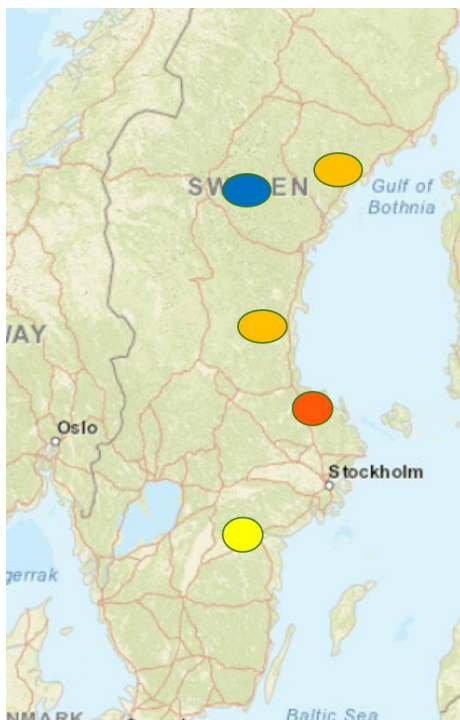 SW EN
Gulf of
Bothnia
WAY
Oslo
Stockholm
gerrak
NMARK
Baltic Sea